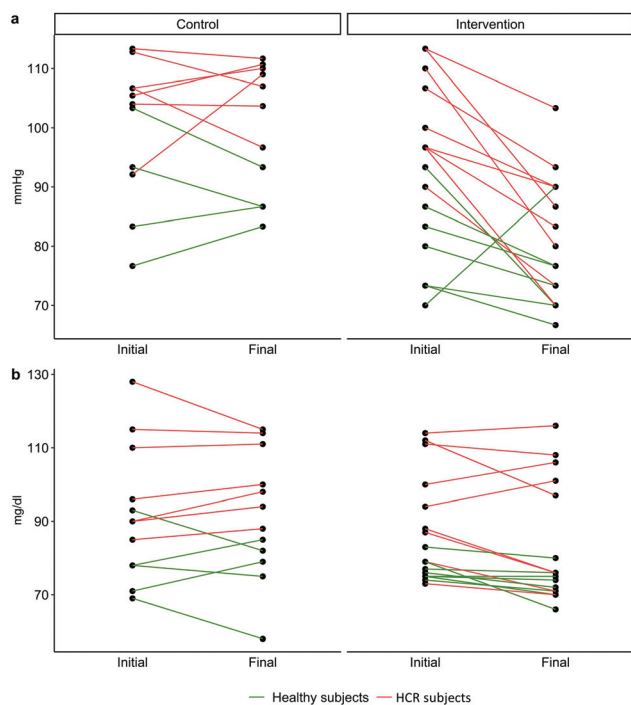 a
Control Intervention
110
100
mmHg
90
80
70
Initial Final Initial Final
b
130
110
mg/dl
90
70
Initial Final Initial Final
Healthy subjects HCR subjects